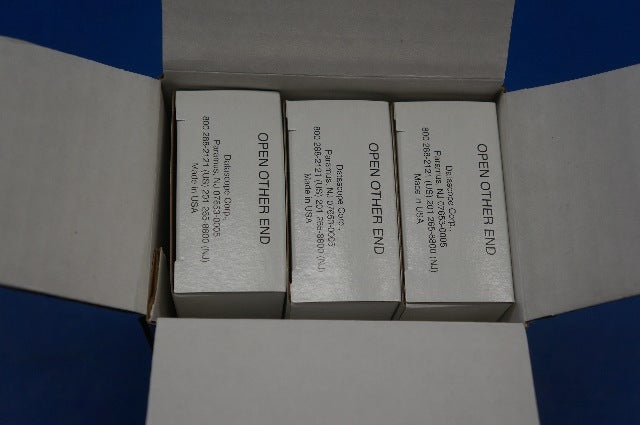 OPEN OTHER END
Datascope Corp.,
Paramus, NJ 07653-0005
800 288-2121 (US) 201 265-8800 (NJ)
Made in USA
OPEN OTHER END
Datascope Corp.,
Paramus, NJ 07653-0005
800 288-2121 (US) 201 265-8800 (NJ)
Made in USA
OPEN OTHER END
Datascope Corp.,
Paramus, NJ 07653-0005
800 288-2121 (US) 201 265-8800 (NJ)
Made in USA